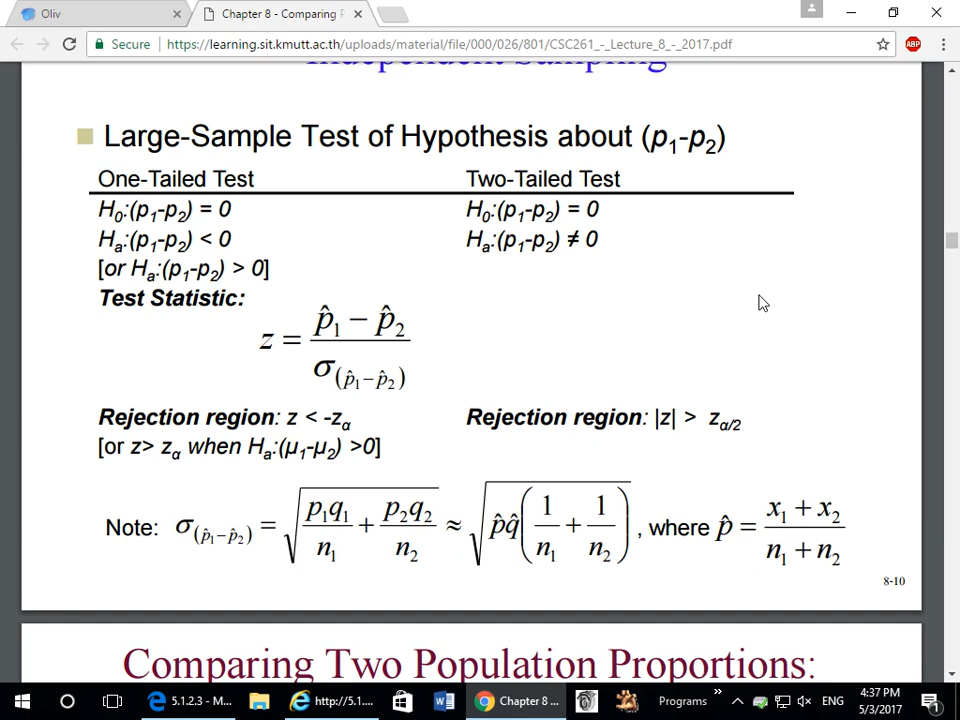 Oliv
Chapter 8 - Comparing P
Secure
https://learning.sit.kmutt.ac.th/uploads/material/file/000/026/801/CSC261_-_Lecture_8_-_2017.pdf
ABP
Independent Sampling
Large-Sample Test of Hypothesis about (p1-p2)
One-Tailed Test Two-Tailed Test
H0:(p1-p2) = 0 H0:(p1-p2) = 0
Ha:(p1-p2) < 0 Ha:(p1-p2) ≠ 0
[or Ha:(p1-p2) > 0]
Test Statistic:
z = (p̂1 − p̂2) / σ(p̂1−p̂2)
Rejection region: z < -zα Rejection region: |z| > zα/2
[or z> zα when Ha:(μ1-μ2) >0]
Note: σ(p̂1−p̂2) = √(p1q1/n1 + p2q2/n2) ≈ √(p̂q̂(1/n1 + 1/n2)), where p̂ = (x1 + x2)/(n1 + n2)
8-10
Comparing Two Population Proportions:
5.1.2.3 - M...
http://5.1....
Chapter 8 ...
Programs
ENG
4:37 PM
5/3/2017
1